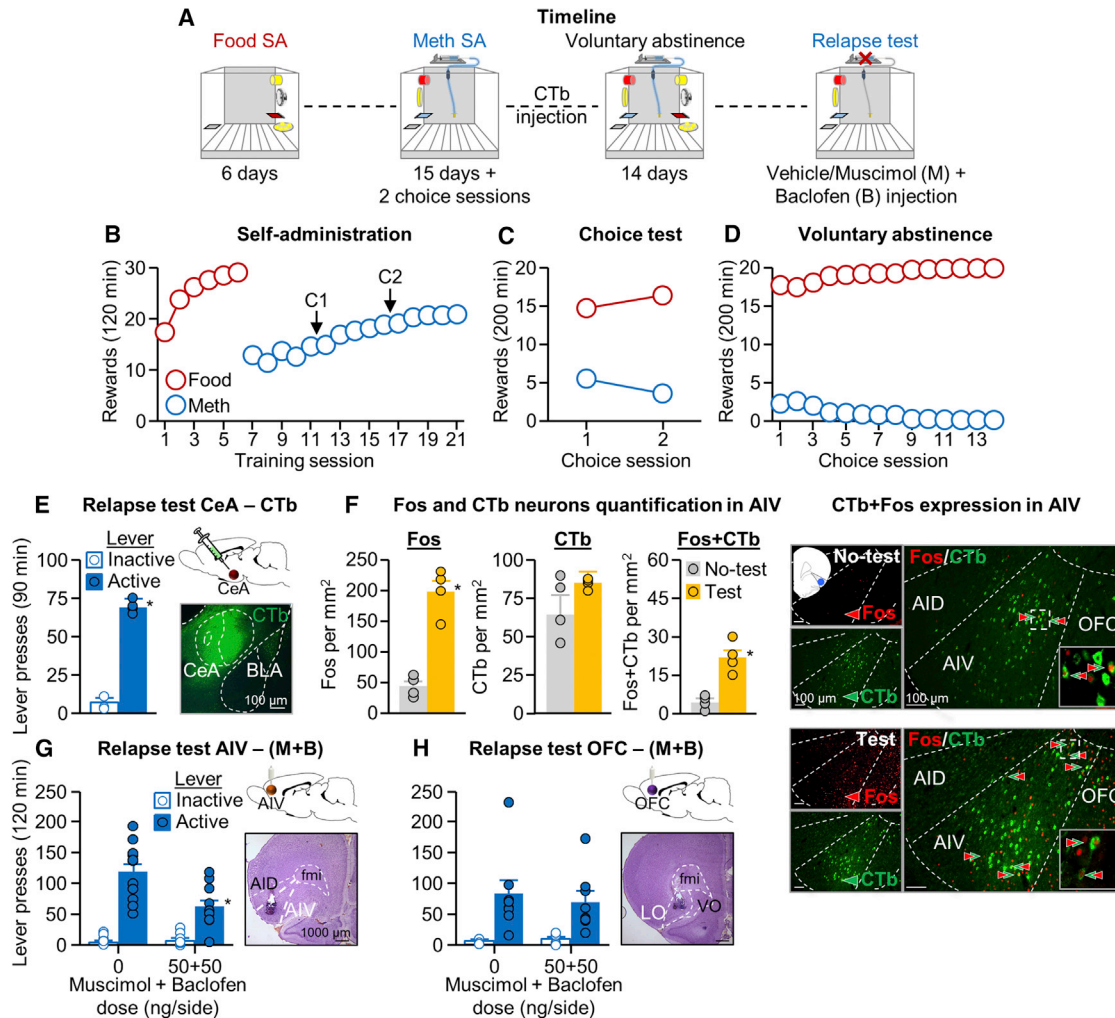 A
Timeline
Food SA
Meth SA
Voluntary abstinence
Relapse test
CTb
injection
6 days
15 days +
2 choice sessions
14 days
Vehicle/Muscimol (M) +
Baclofen (B) injection
B Self-administration
Rewards (120 min)
30
20
10
0
C1
C2
Food
Meth
1 3 5 7 9 11 13 15 17 19 21
Training session
C Choice test
Rewards (200 min)
20
15
10
5
0
1 2
Choice session
D Voluntary abstinence
Rewards (200 min)
20
15
10
5
0
1 3 5 7 9 11 13
Choice session
E Relapse test CeA – CTb
Lever presses (90 min)
100
75
50
25
0
Lever
Inactive
Active
*
CeA
CTb
CeA
BLA
100 µm
F Fos and CTb neurons quantification in AIV
Fos
Fos per mm²
250
200
150
100
50
0
*
CTb
CTb per mm²
125
100
75
50
25
0
Fos+CTb
Fos+CTb per mm²
60
45
30
15
0
No-test
Test
*
CTb+Fos expression in AIV
No-test
Fos
CTb
100 µm
Fos/CTb
AID
OFC
AIV
100 µm
Test
Fos
CTb
Fos/CTb
AID
OFC
AIV
G Relapse test AIV – (M+B)
Lever presses (120 min)
250
200
150
100
50
0
Lever
Inactive
Active
*
0 50+50
Muscimol + Baclofen
dose (ng/side)
AIV
AID
fmi
AIV
1000 µm
H Relapse test OFC – (M+B)
250
200
150
100
50
0
0 50+50
Muscimol + Baclofen
dose (ng/side)
OFC
fmi
LO
VO